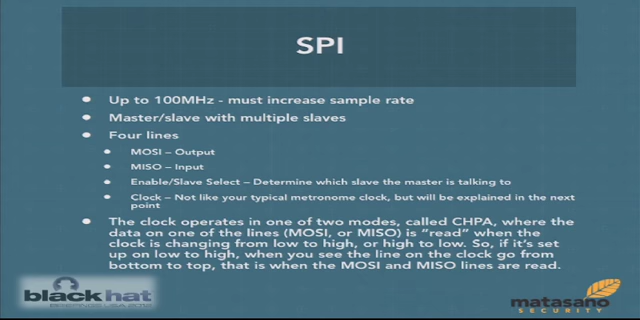 SPI
Up to 100MHz - must increase sample rate
Master/slave with multiple slaves
Four lines
MOSI – Output
MISO – Input
Enable/Slave Select – Determine which slave the master is talking to
Clock – Not like your typical metronome clock, but will be explained in the next
point
The clock operates in one of two modes, called CHPA, where the
data on one of the lines (MOSI, or MISO) is “read” when the
clock is changing from low to high, or high to low. So, if it’s set
up on low to high, when you see the line on the clock go from
bottom to top, that is when the MOSI and MISO lines are read.
blackhat
matasano
SECURITY